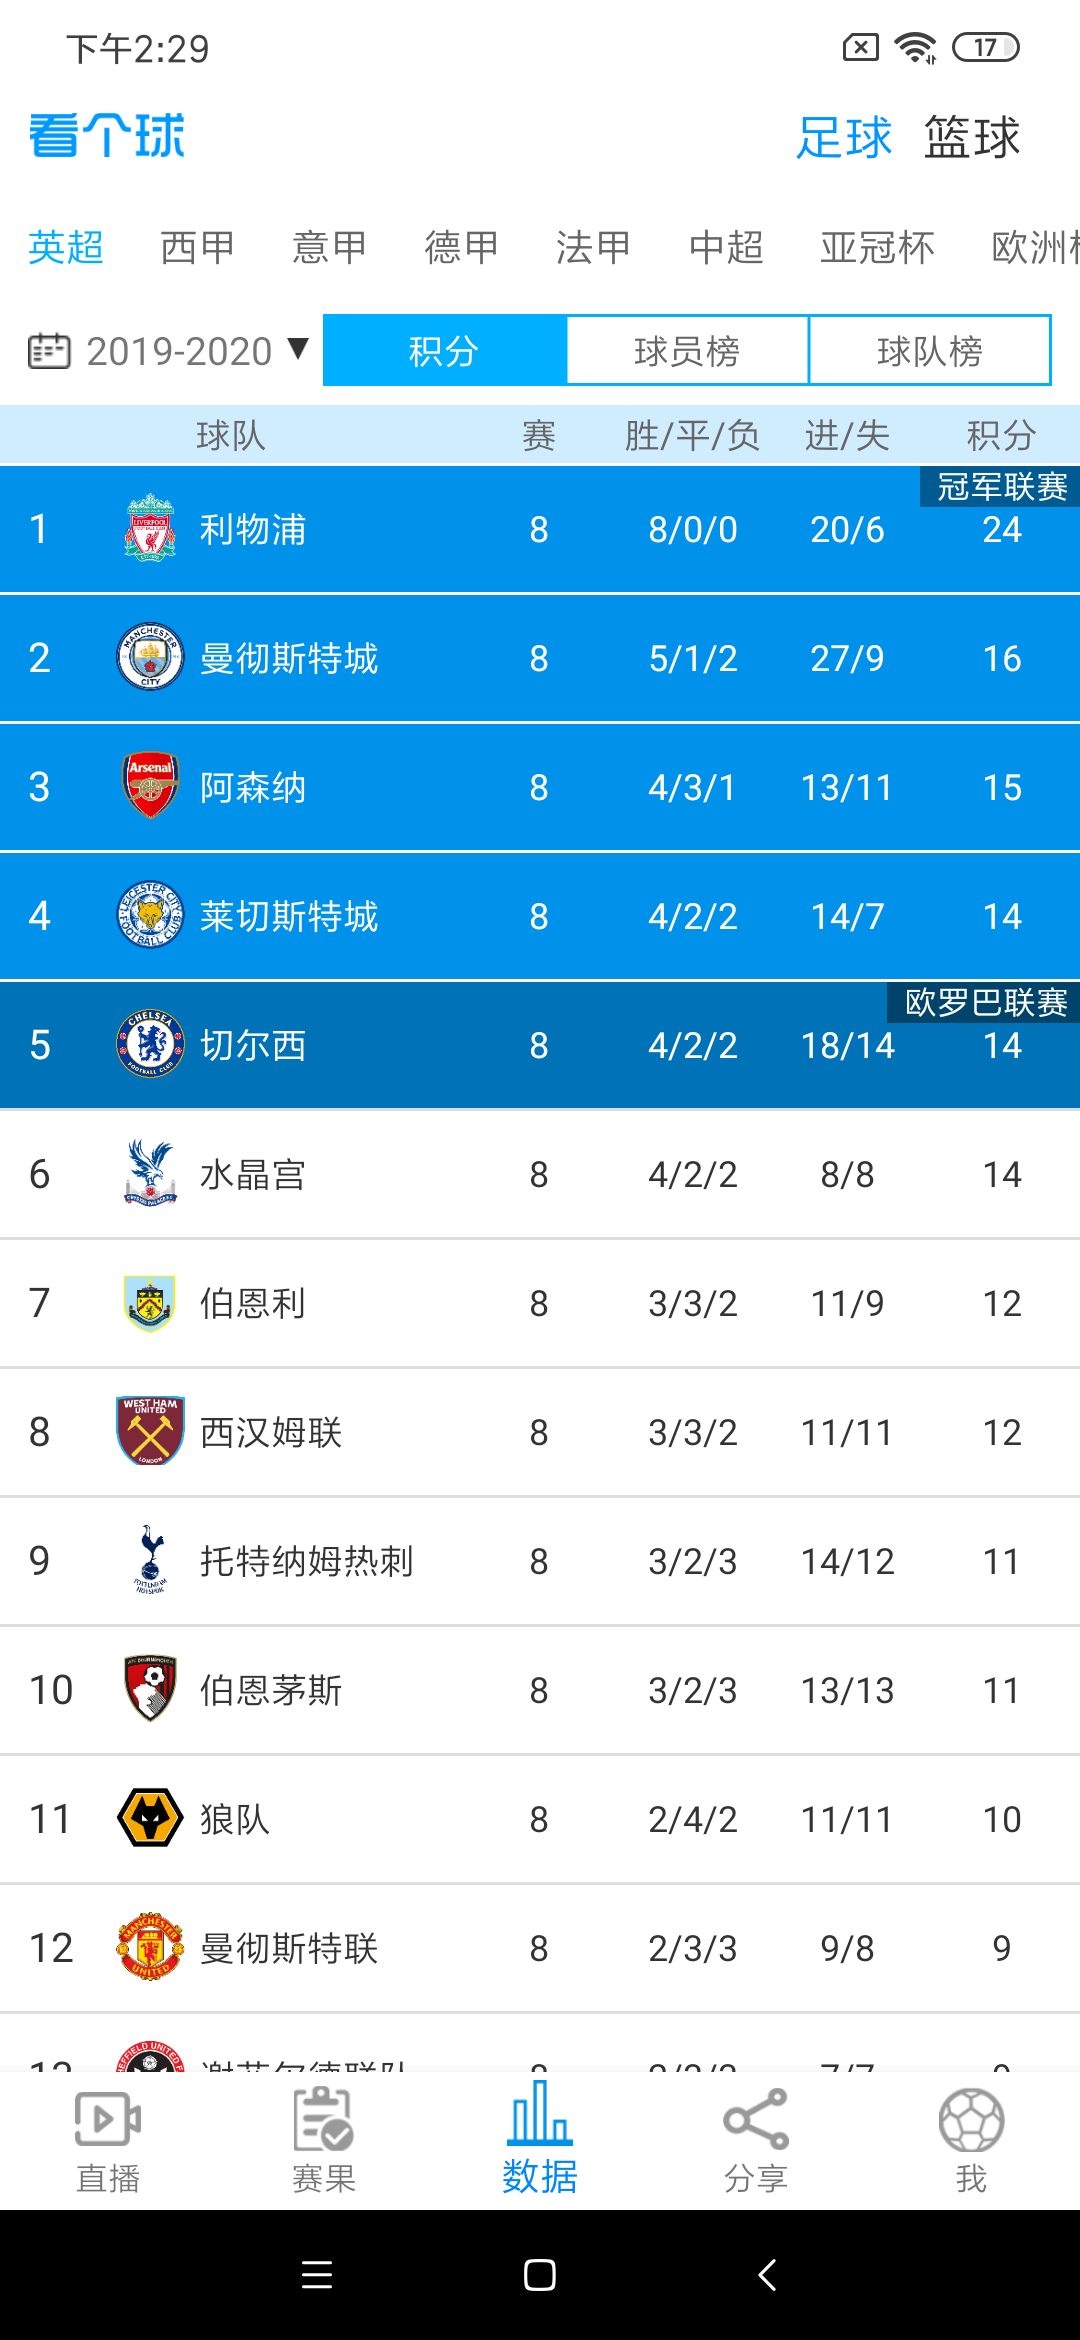 下午2:29
17
看个球
足球 篮球
英超 西甲 意甲 德甲 法甲 中超 亚冠杯 欧洲
2019-2020 ▼ 积分 球员榜 球队榜
球队 赛 胜/平/负 进/失 积分
冠军联赛
1 利物浦 8 8/0/0 20/6 24
2 曼彻斯特城 8 5/1/2 27/9 16
3 阿森纳 8 4/3/1 13/11 15
4 莱切斯特城 8 4/2/2 14/7 14
欧罗巴联赛
5 切尔西 8 4/2/2 18/14 14
6 水晶宫 8 4/2/2 8/8 14
7 伯恩利 8 3/3/2 11/9 12
8 西汉姆联 8 3/3/2 11/11 12
9 托特纳姆热刺 8 3/2/3 14/12 11
10 伯恩茅斯 8 3/2/3 13/13 11
11 狼队 8 2/4/2 11/11 10
12 曼彻斯特联 8 2/3/3 9/8 9
直播 赛果 数据 分享 我